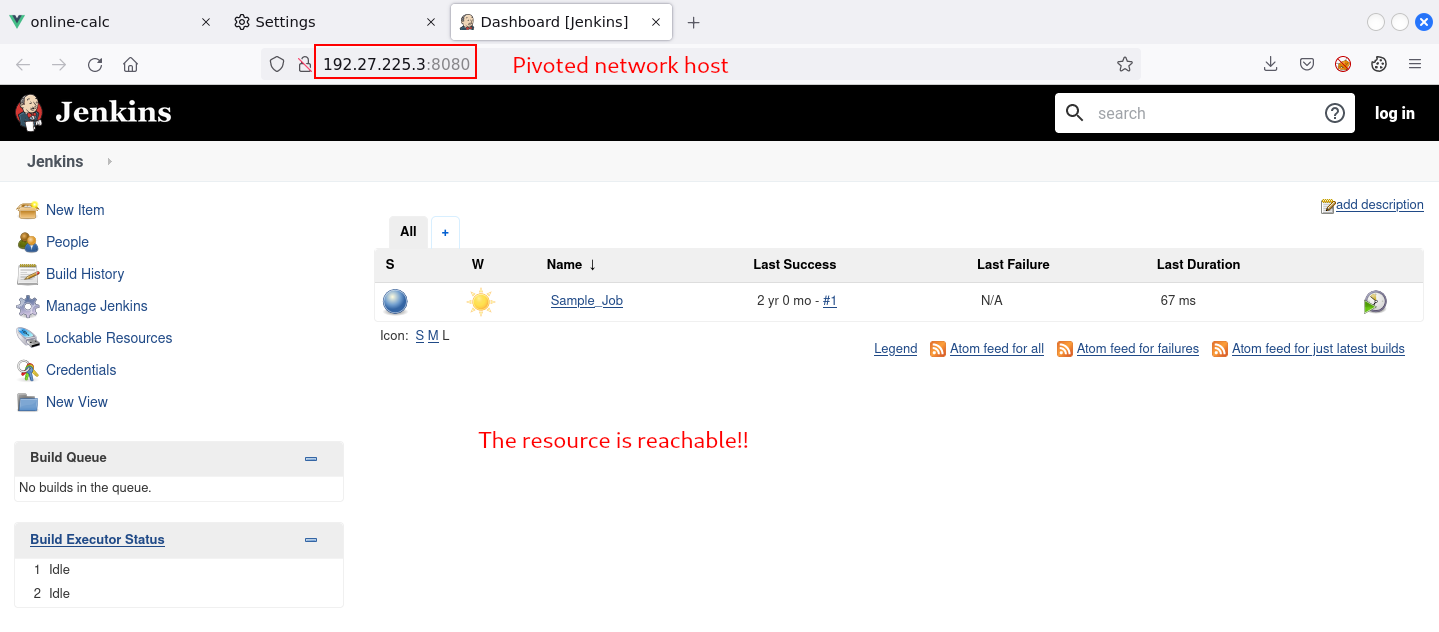 online-calc
Settings
Dashboard [Jenkins]
192.27.225.3:8080
Pivoted network host
Jenkins
search
log in
Jenkins
New Item
People
Build History
Manage Jenkins
Lockable Resources
Credentials
New View
Build Queue
No builds in the queue.
Build Executor Status
1 Idle
2 Idle
add description
All +
S W Name ↓ Last Success Last Failure Last Duration
Sample_Job 2 yr 0 mo - #1 N/A 67 ms
Icon: S M L
Legend Atom feed for all Atom feed for failures Atom feed for just latest builds
The resource is reachable!!